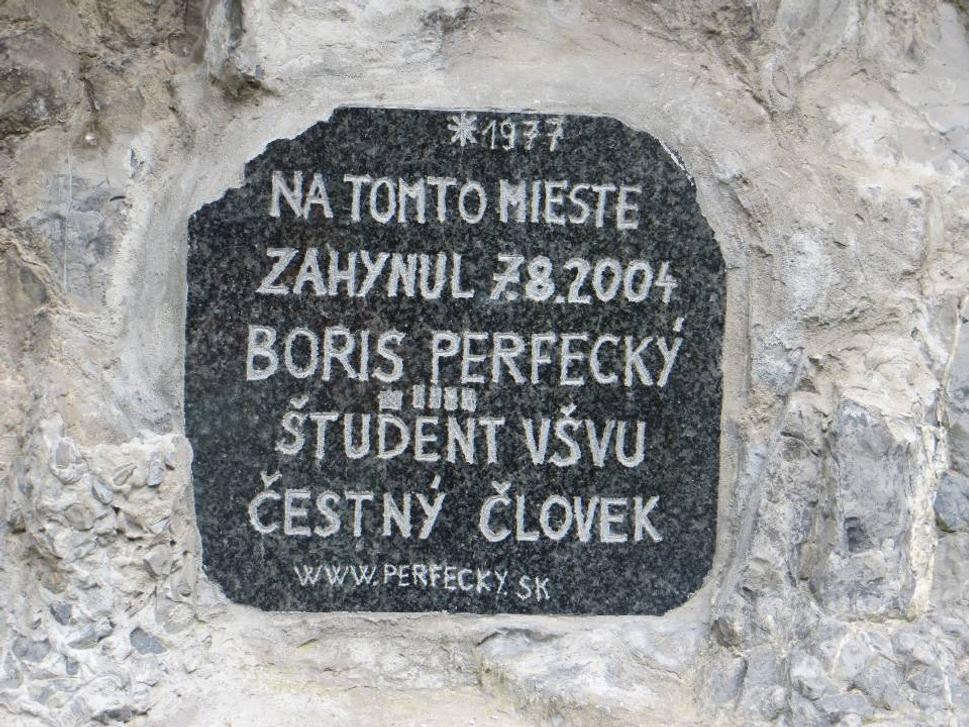 *1977
NA TOMTO MIESTE
ZAHYNUL 7.8.2004
BORIS PERFECKÝ
ŠTUDENT VŠVU
ČESTNÝ ČLOVEK
WWW.PERFECKY.SK